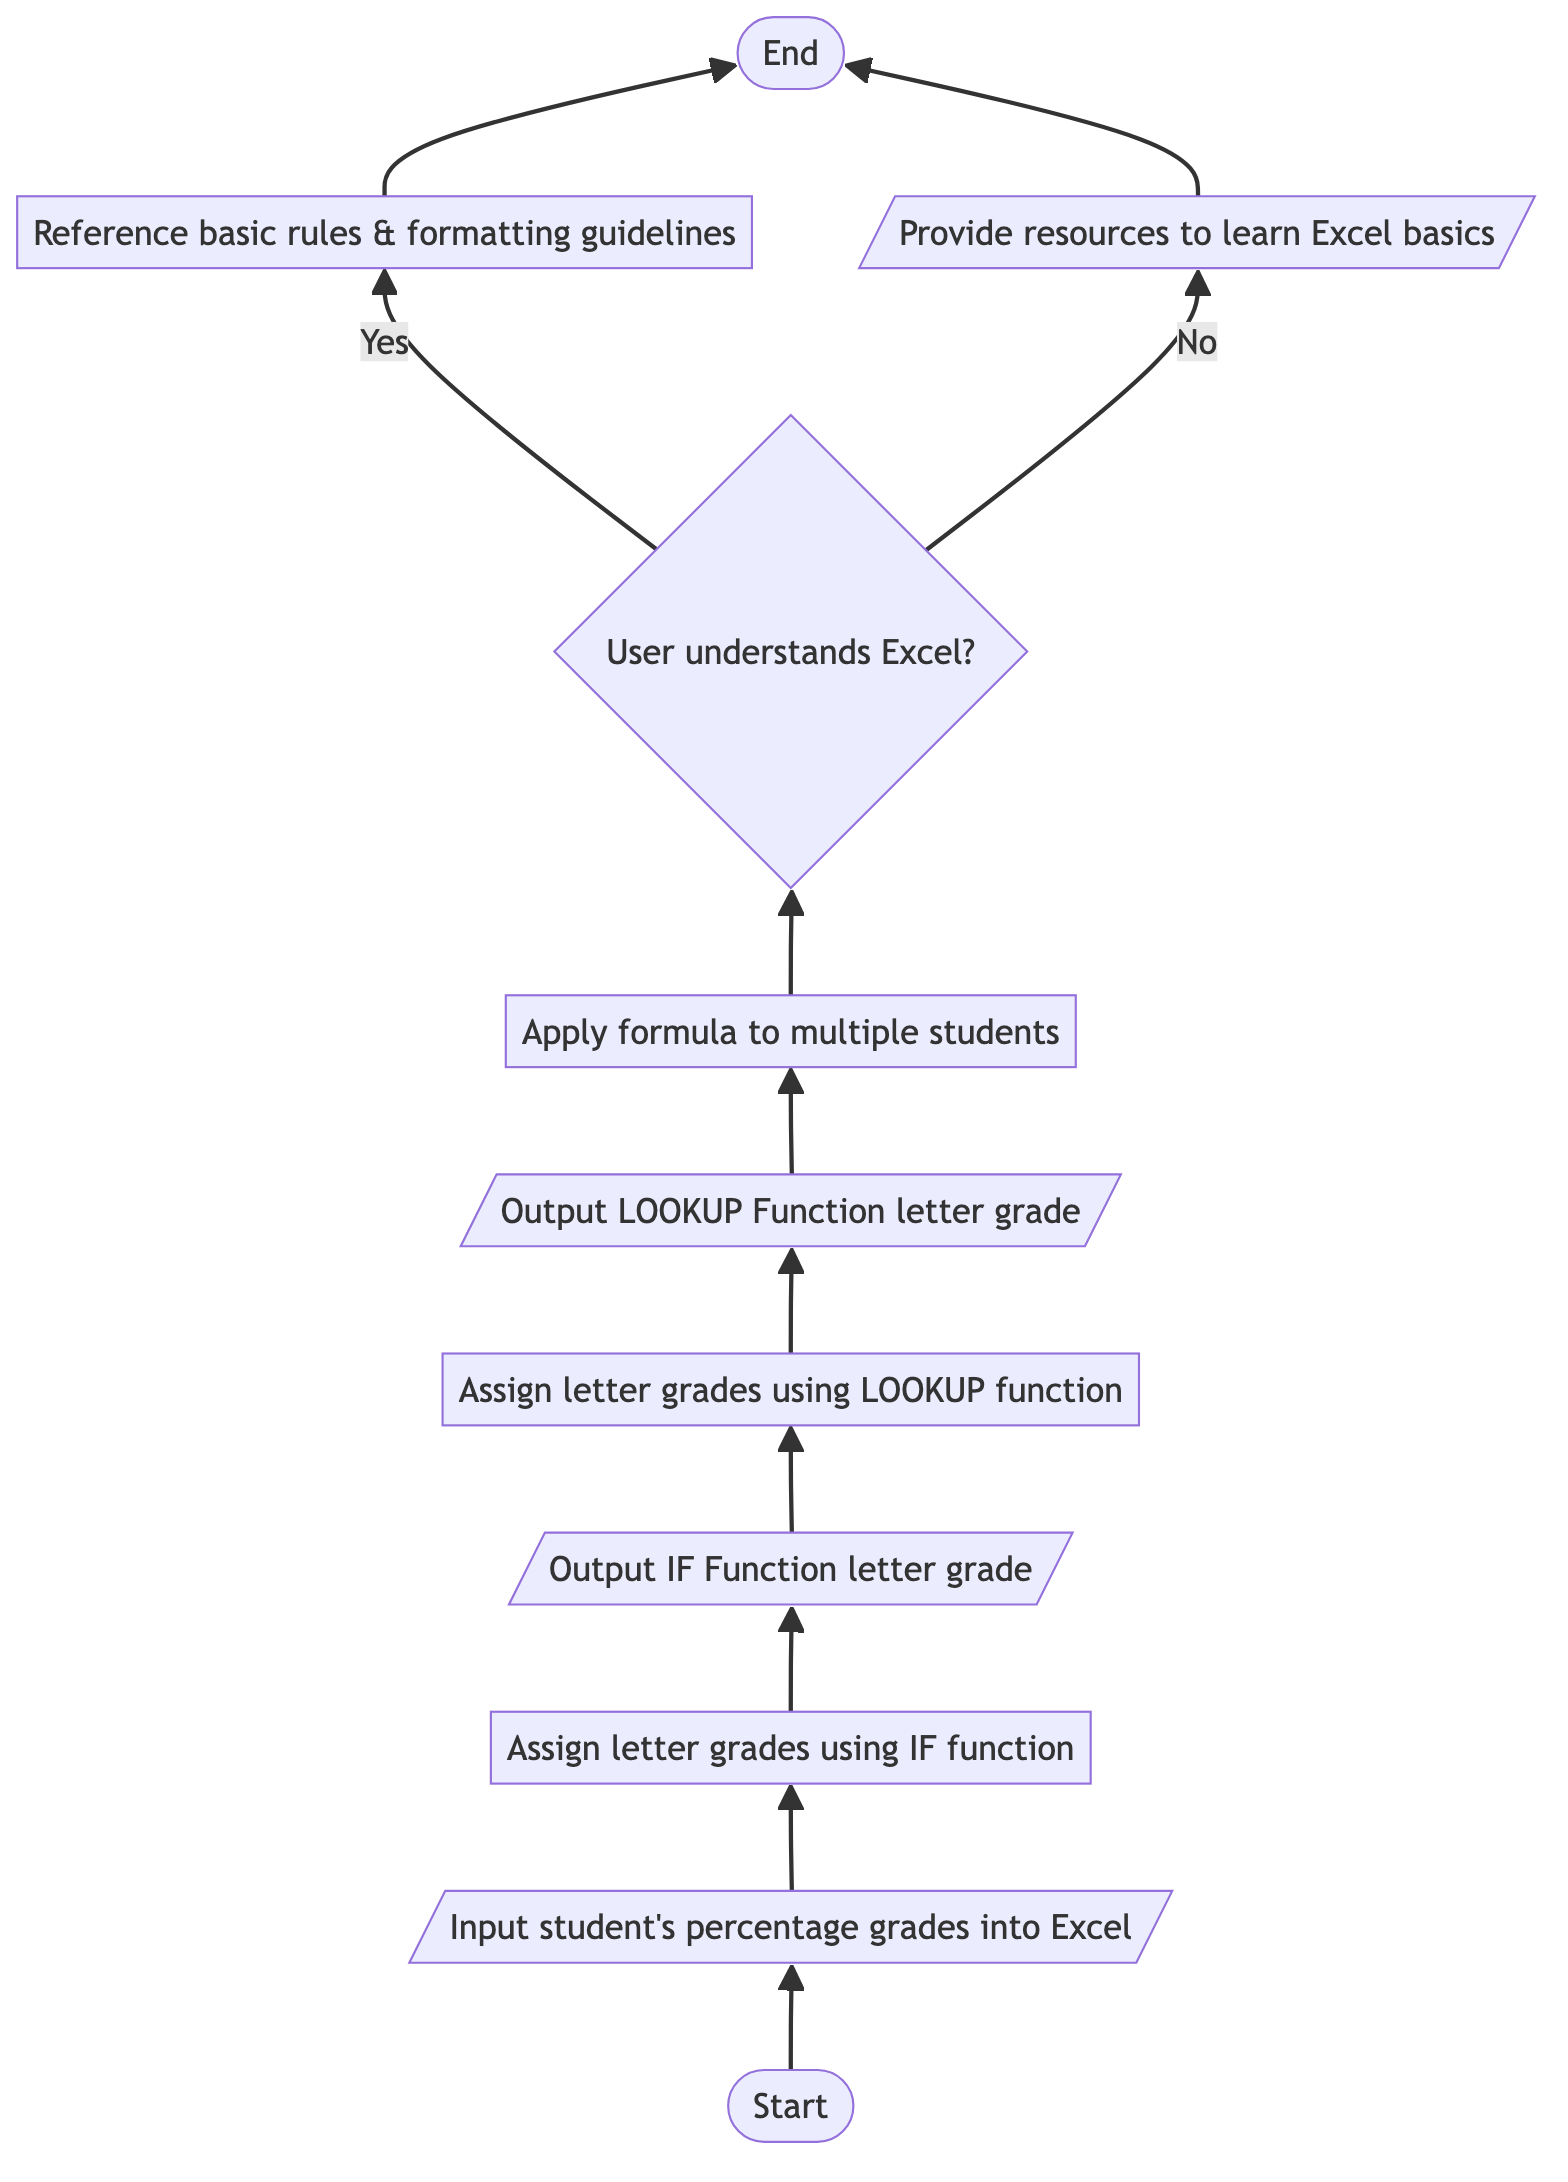 End
Reference basic rules & formatting guidelines
Provide resources to learn Excel basics
Yes
No
User understands Excel?
Apply formula to multiple students
Output LOOKUP Function letter grade
Assign letter grades using LOOKUP function
Output IF Function letter grade
Assign letter grades using IF function
Input student's percentage grades into Excel
Start